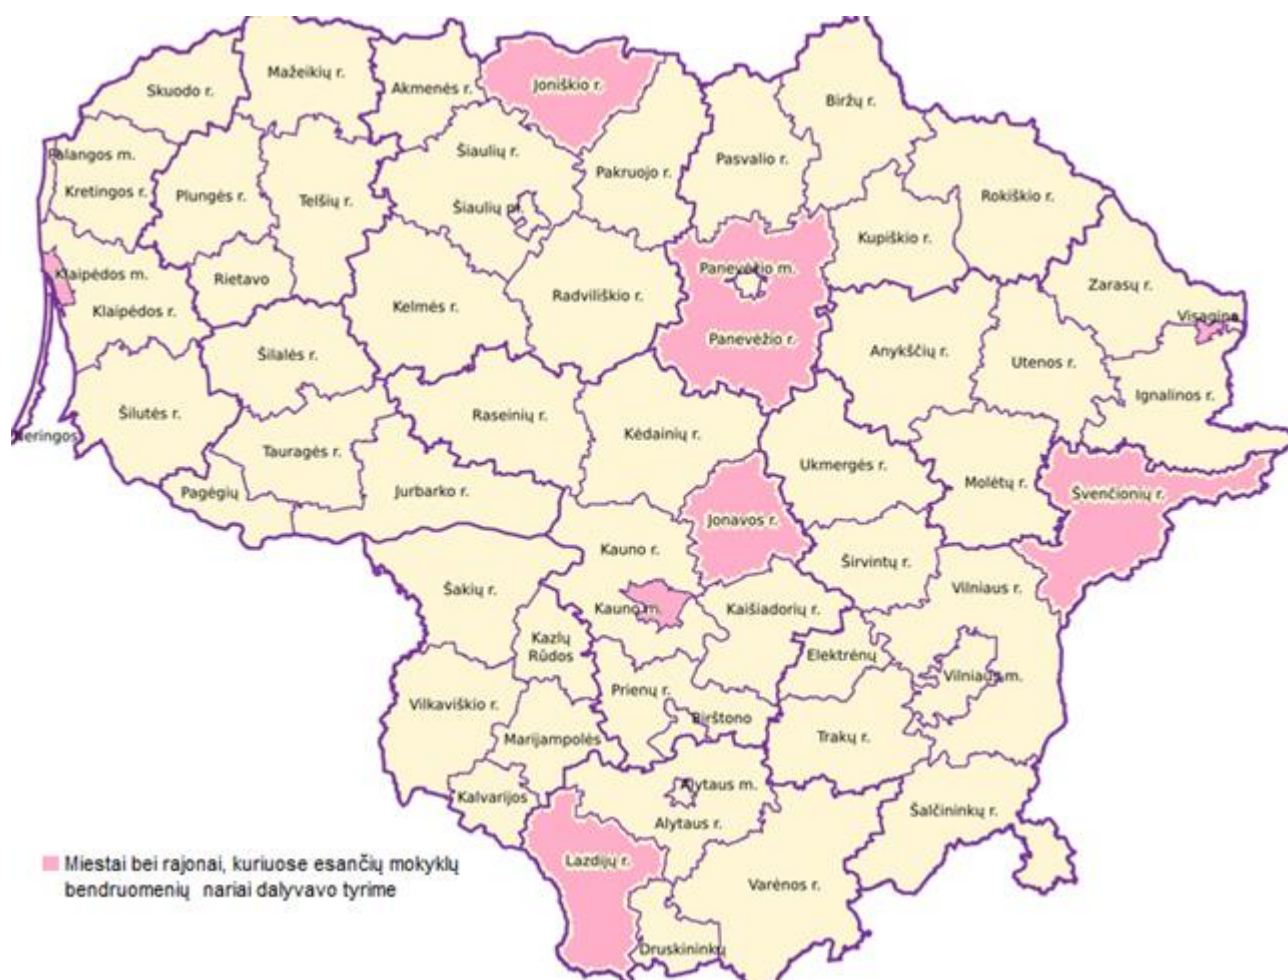 Mažeikių r.
Skuodo r.
Akmenės r.
Joniškio r.
Biržų r.
Palangos m.
Šiaulių r.
Pasvalio r.
Pakruojo r.
Kretingos r.
Plungės r.
Telšių r.
Rokiškio r.
Šiaulių m.
Kupiškio r.
Klaipėdos m.
Rietavo
Panevėžio m.
Radviliškio r.
Zarasų r.
Klaipėdos r.
Kelmės r.
Visagino
Panevėžio r.
Šilalės r.
Anykščių r.
Utenos r.
Ignalinos r.
Šilutės r.
Raseinių r.
Neringos
Kėdainių r.
Tauragės r.
Ukmergės r.
Pagėgių
Jurbarko r.
Molėtų r.
Švenčionių r.
Jonavos r.
Kauno r.
Širvintų r.
Šakių r.
Vilniaus r.
Kauno m.
Kaišiadorių r.
Kazlų
Rūdos
Elektrėnų
Vilniaus m.
Prienų r.
Vilkaviškio r.
Birštono
Marijampolės
Trakų r.
Alytaus m.
Kalvarijos
Šalčininkų r.
Alytaus r.
Lazdijų r.
Miestai bei rajonai, kuriuose esančių mokyklų
bendruomenių nariai dalyvavo tyrime
Varėnos r.
Druskininkų